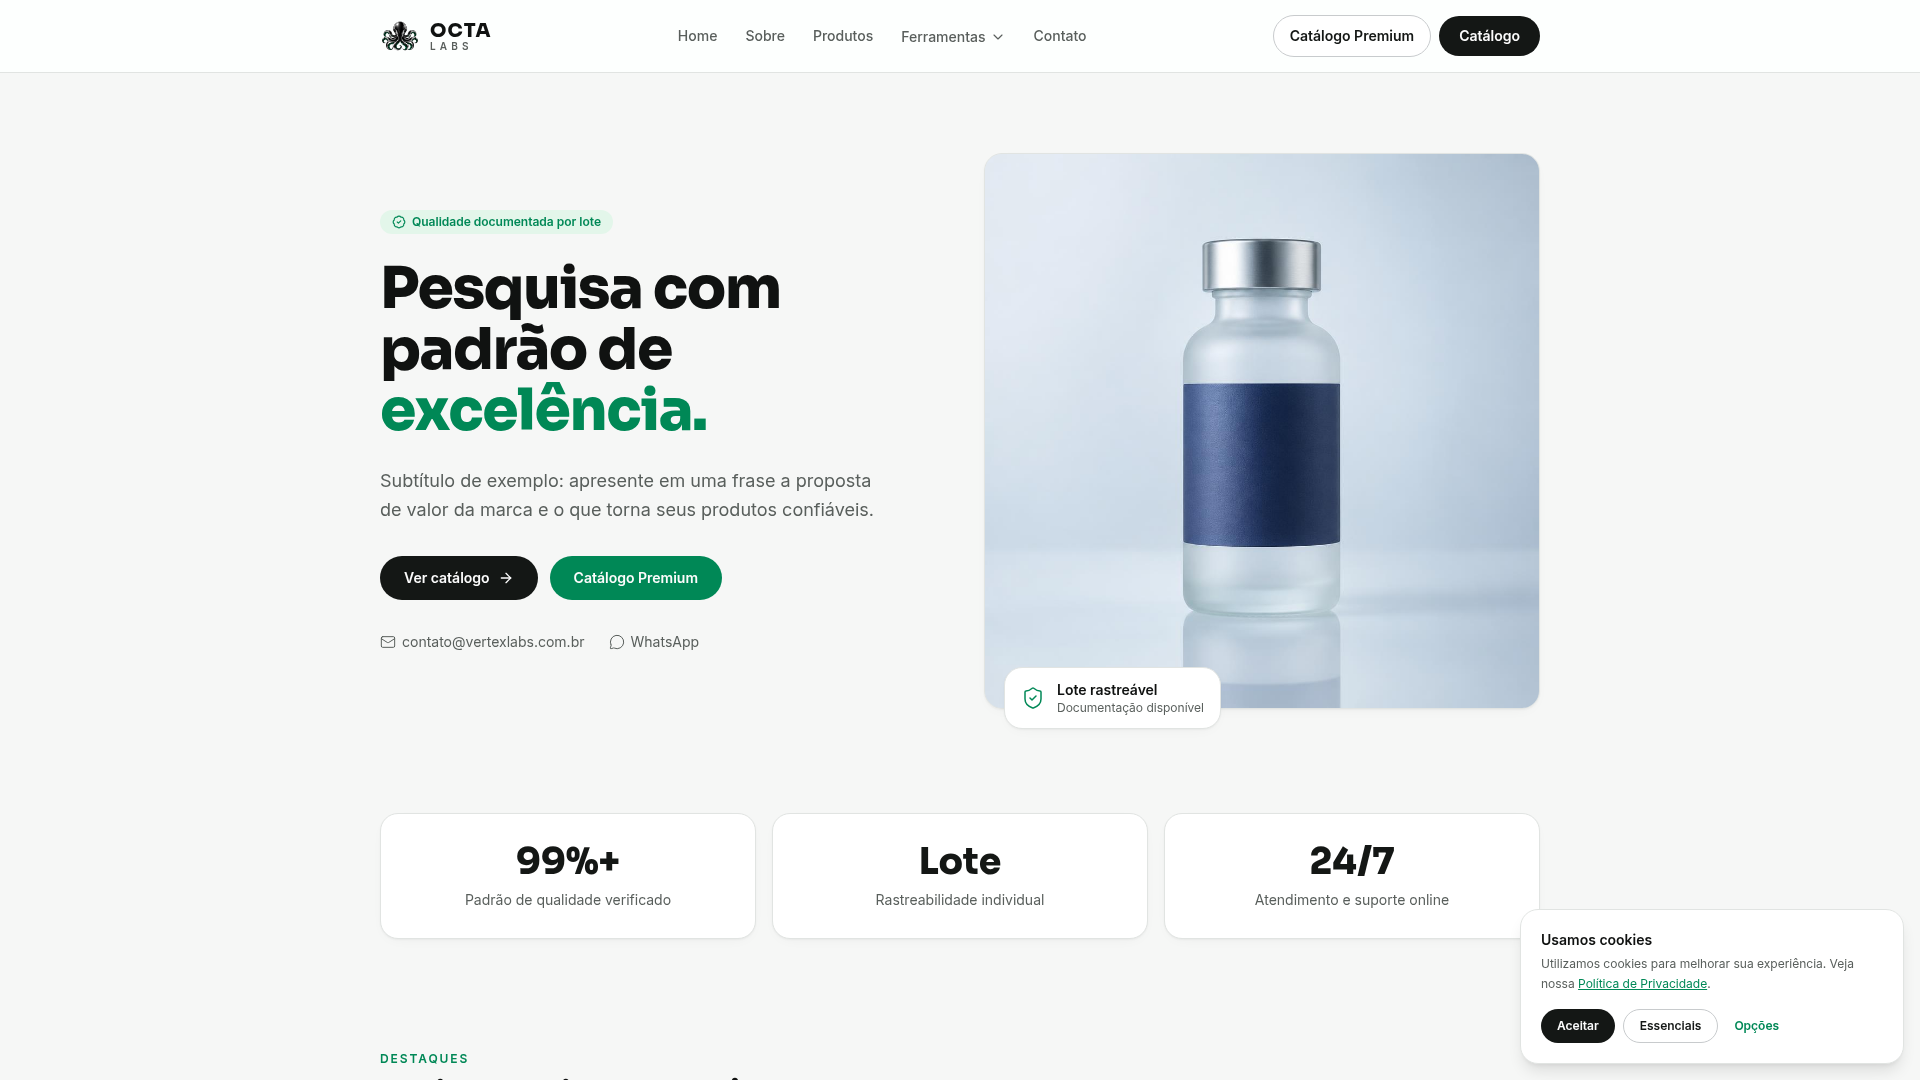 OCTA
LABS
Home
Sobre
Produtos
Ferramentas
Contato
Catálogo Premium
Catálogo
Qualidade documentada por lote
Pesquisa com
padrão de
excelência.
Subtítulo de exemplo: apresente em uma frase a proposta
de valor da marca e o que torna seus produtos confiáveis.
Ver catálogo
Catálogo Premium
contato@vertexlabs.com.br
WhatsApp
Lote rastreável
Documentação disponível
99%+
Padrão de qualidade verificado
Lote
Rastreabilidade individual
24/7
Atendimento e suporte online
Usamos cookies
Utilizamos cookies para melhorar sua experiência. Veja
nossa Política de Privacidade.
Aceitar
Essenciais
Opções
DESTAQUES